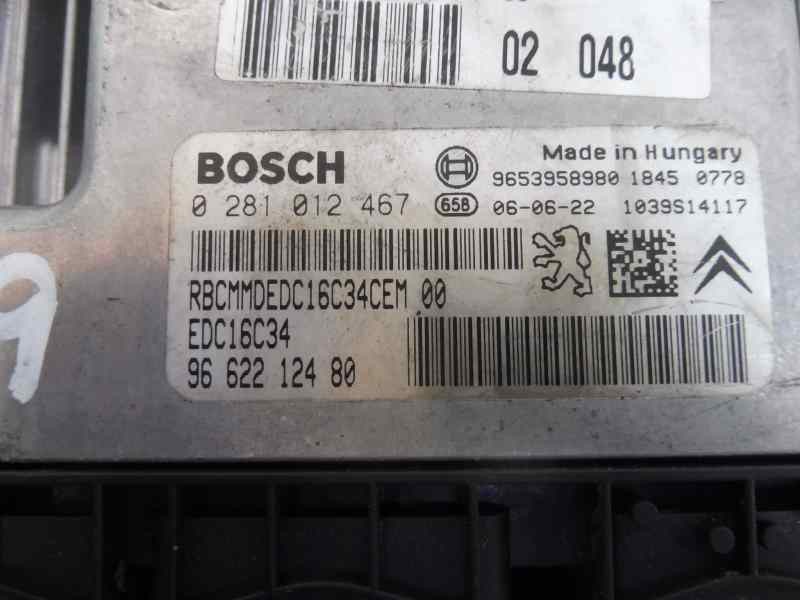 02 048
BOSCH
Made in Hungary
9653958980 1845 0778
0 281 012 467
658
06-06-22 1039S14117
RBCMMDEDC16C34CEM 00
EDC16C34
96 622 124 80
9